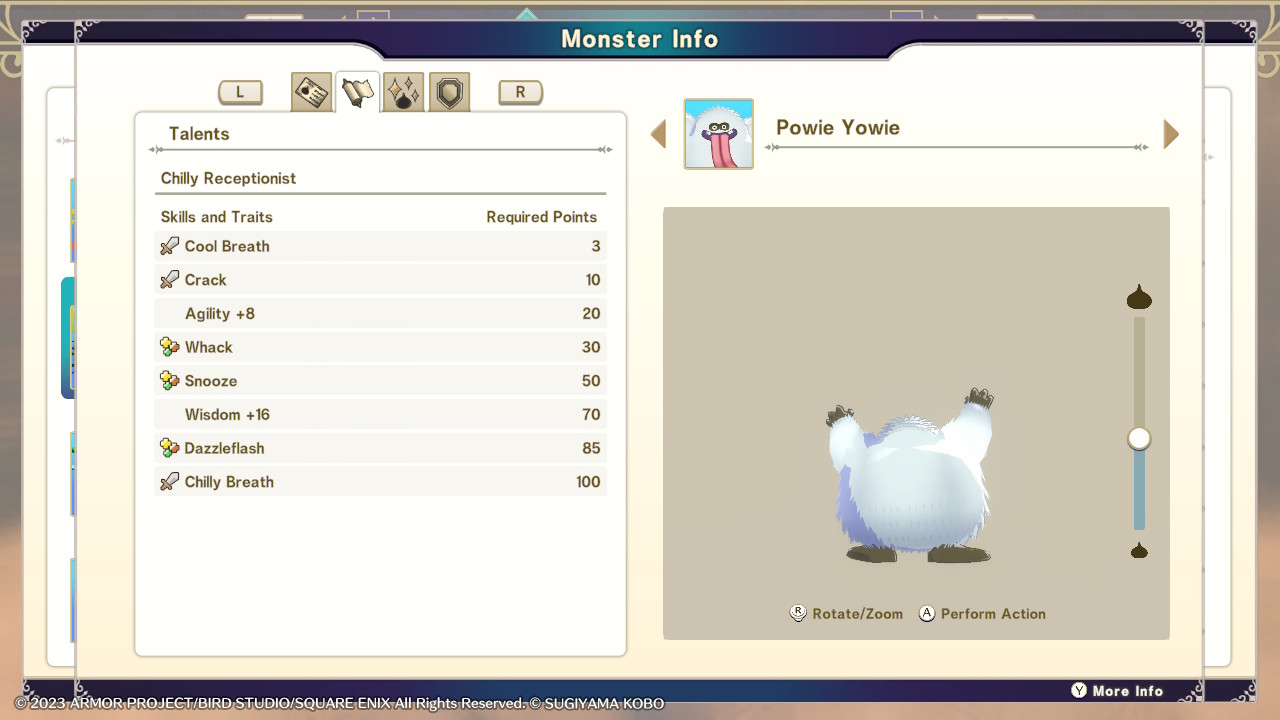 Monster Info
L
R
Talents
Chilly Receptionist
Skills and Traits Required Points
Cool Breath 3
Crack 10
Agility +8 20
Whack 30
Snooze 50
Wisdom +16 70
Dazzleflash 85
Chilly Breath 100
Powie Yowie
R Rotate/Zoom A Perform Action
Y More Info
© 2023 ARMOR PROJECT/BIRD STUDIO/SQUARE ENIX All Rights Reserved. © SUGIYAMA KOBO